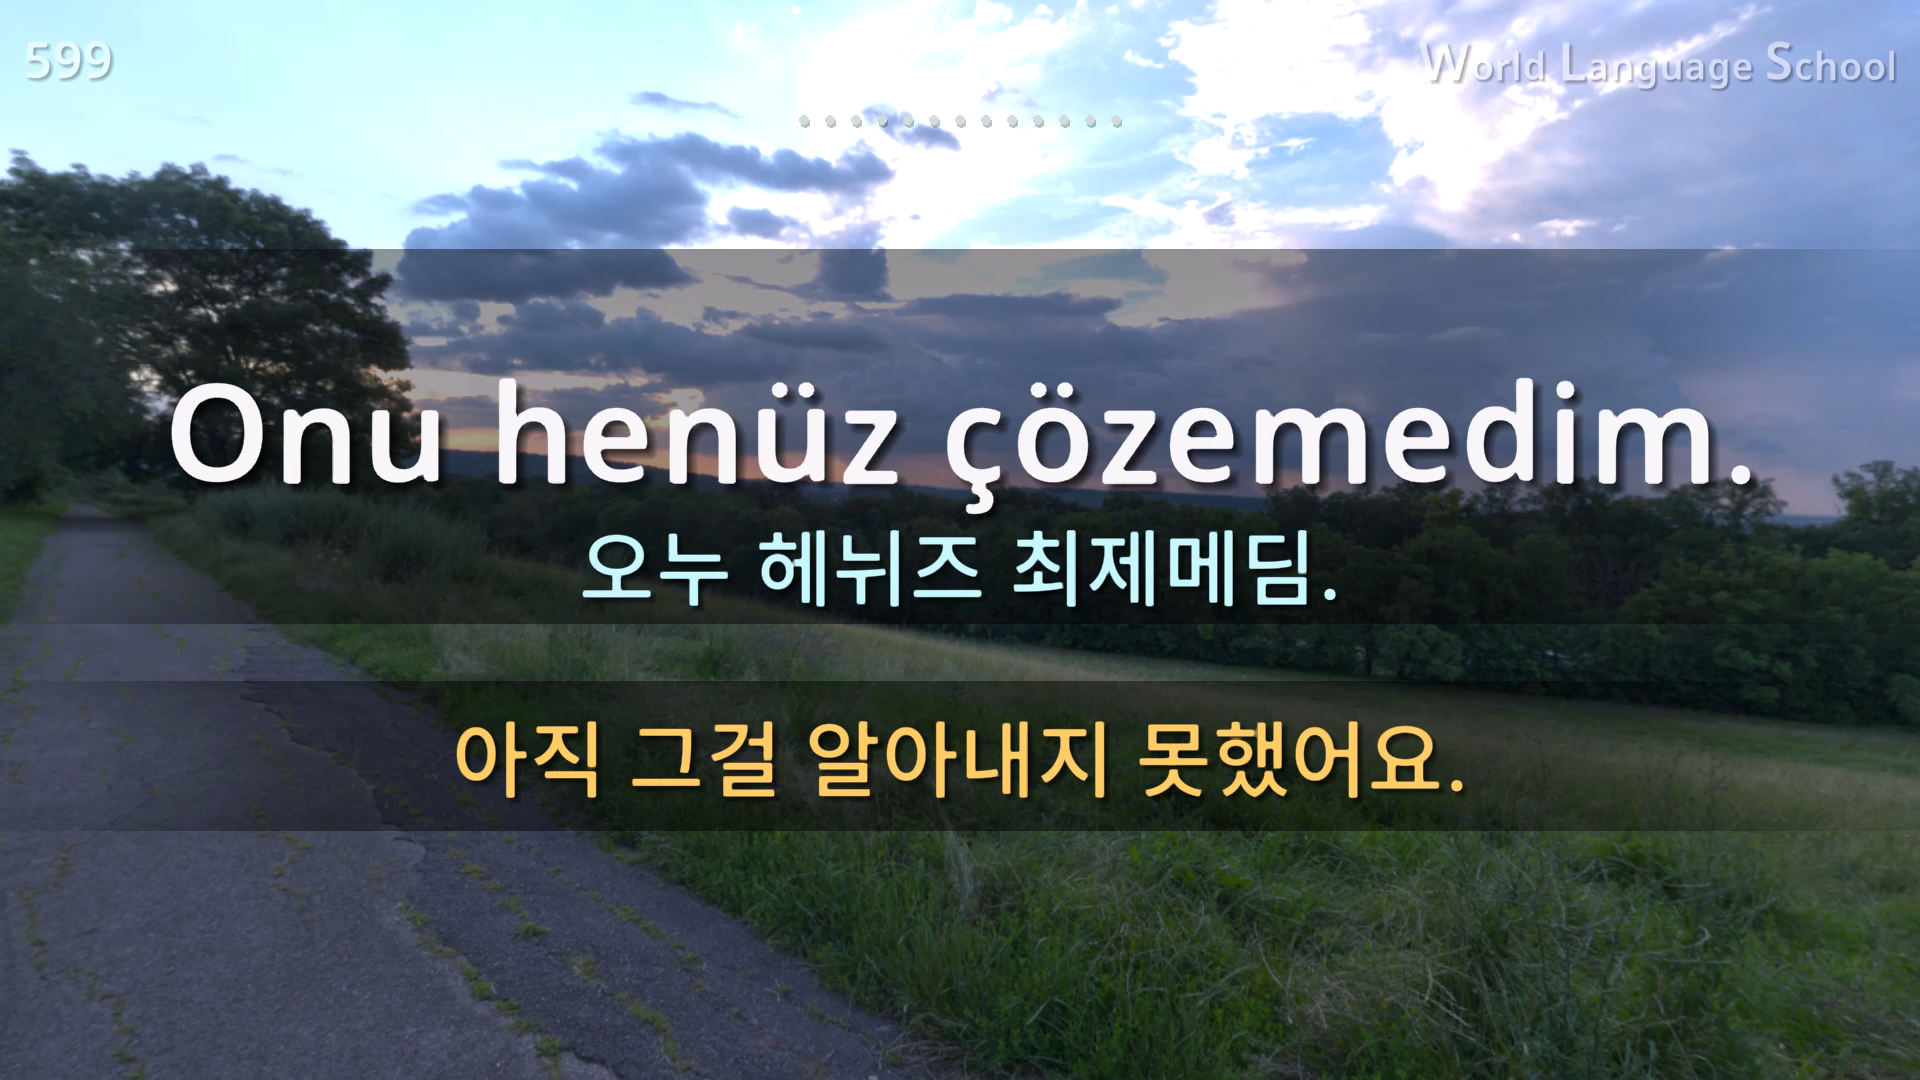 599
World Language School
Onu henüz çözemedim.
오누 헤뉘즈 최제메딤.
아직 그걸 알아내지 못했어요.